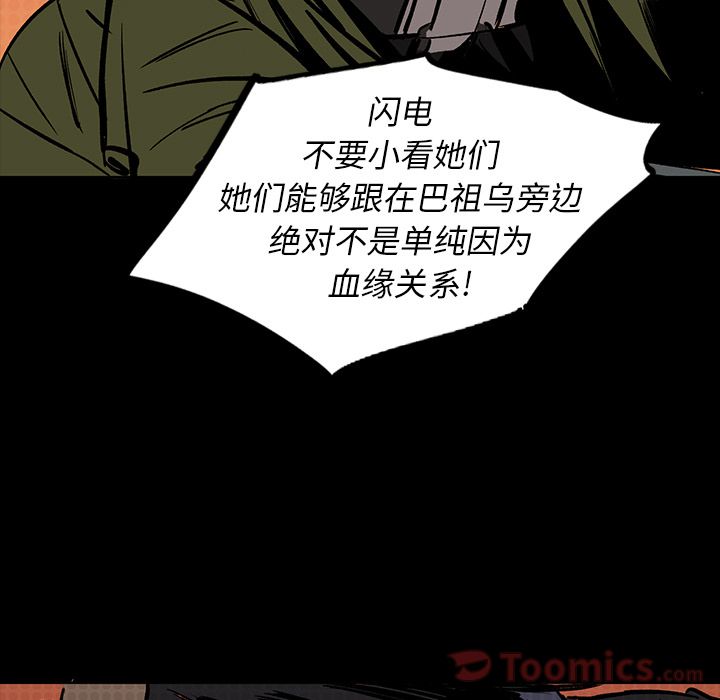 闪电
不要小看她们
她们能够跟在巴祖乌旁边
绝对不是单纯因为
血缘关系!
Toomics.com